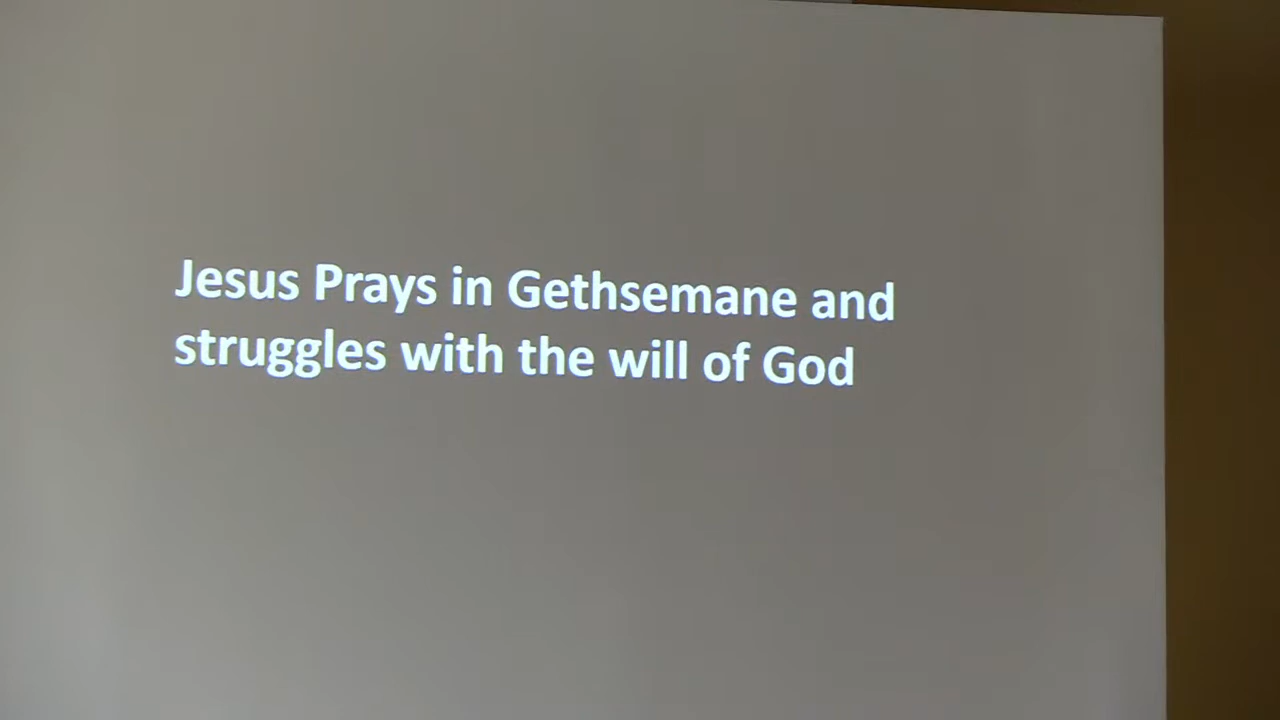 Jesus Prays in Gethsemane and
struggles with the will of God